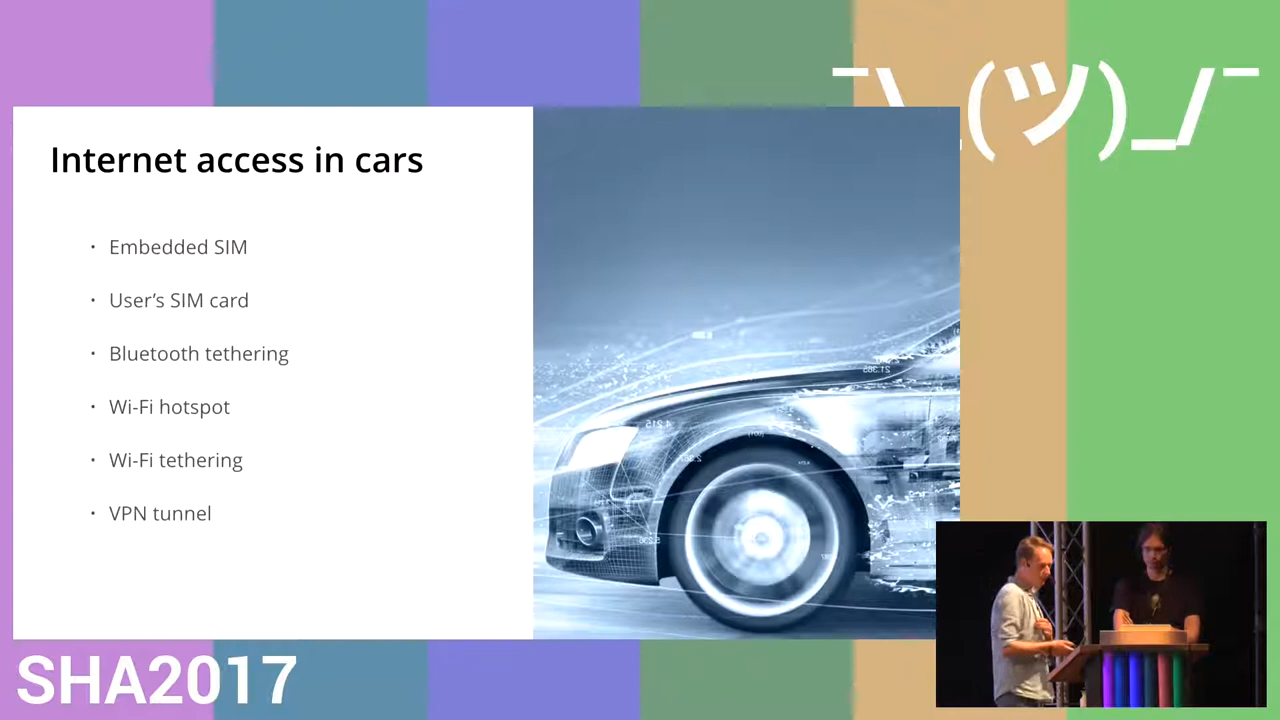 ¯\_(ツ)_/¯
Internet access in cars
• Embedded SIM
• User’s SIM card
• Bluetooth tethering
• Wi-Fi hotspot
• Wi-Fi tethering
• VPN tunnel
SHA2017